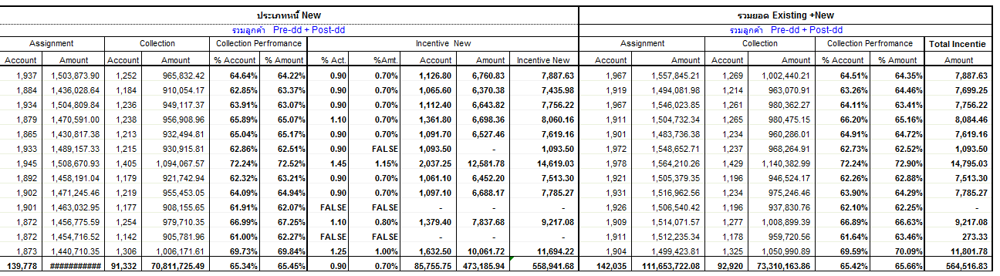 ประเภทหนี้ New รวมยอด Existing +New
รวมลูกค้า Pre-dd + Post-dd รวมลูกค้า Pre-dd + Post-dd
Assignment Collection Collection Perfromance Incentive New Assignment Collection Collection Perfromance Total Incentie
Account Amount Account Amount % Account % Amount % Act. %Amt. Account Amount Incentive New Account Amount Account Amount % Account % Amount Amount
1,937 1,503,873.90 1,252 965,832.42 64.64% 64.22% 0.90 0.70% 1,126.80 6,760.83 7,887.63 1,967 1,557,845.21 1,269 1,002,440.21 64.51% 64.35% 7,887.63
1,884 1,436,028.64 1,184 910,054.17 62.85% 63.37% 0.90 0.70% 1,065.60 6,370.38 7,435.98 1,919 1,494,081.98 1,214 963,070.91 63.26% 64.46% 7,699.25
1,934 1,504,809.84 1,236 949,117.37 63.91% 63.07% 0.90 0.70% 1,112.40 6,643.82 7,756.22 1,967 1,546,023.85 1,261 980,362.27 64.11% 63.41% 7,756.22
1,879 1,470,591.00 1,238 956,908.96 65.89% 65.07% 1.10 0.70% 1,361.80 6,698.36 8,060.16 1,911 1,504,732.34 1,265 980,475.15 66.20% 65.16% 8,084.46
1,865 1,430,817.38 1,213 932,494.81 65.04% 65.17% 0.90 0.70% 1,091.70 6,527.46 7,619.16 1,901 1,483,736.38 1,234 960,286.01 64.91% 64.72% 7,619.16
1,933 1,489,157.33 1,215 930,915.81 62.86% 62.51% 0.90 FALSE 1,093.50 - 1,093.50 1,972 1,548,652.71 1,237 968,264.91 62.73% 62.52% 1,093.50
1,945 1,508,670.93 1,405 1,094,067.57 72.24% 72.52% 1.45 1.15% 2,037.25 12,581.78 14,619.03 1,978 1,564,210.26 1,429 1,140,382.99 72.24% 72.90% 14,795.03
1,892 1,458,191.04 1,179 921,742.94 62.32% 63.21% 0.90 0.70% 1,061.10 6,452.20 7,513.30 1,921 1,505,379.35 1,196 946,524.17 62.26% 62.88% 7,513.30
1,902 1,471,245.46 1,219 955,453.05 64.09% 64.94% 0.90 0.70% 1,097.10 6,688.17 7,785.27 1,931 1,516,962.56 1,234 975,246.46 63.90% 64.29% 7,785.27
1,901 1,463,032.95 1,177 908,155.65 61.91% 62.07% FALSE FALSE - - - 1,926 1,506,540.42 1,196 937,830.76 62.10% 62.25% -
1,872 1,456,775.59 1,254 979,710.35 66.99% 67.25% 1.10 0.80% 1,379.40 7,837.68 9,217.08 1,909 1,514,071.57 1,277 1,008,899.39 66.89% 66.63% 9,217.08
1,872 1,454,716.52 1,142 905,781.96 61.00% 62.27% FALSE FALSE - - - 1,911 1,512,235.34 1,178 959,720.56 61.64% 63.46% 273.33
1,873 1,440,710.35 1,306 1,006,171.61 69.73% 69.84% 1.25 1.00% 1,632.50 10,061.72 11,694.22 1,904 1,499,423.81 1,325 1,050,990.89 69.59% 70.09% 11,801.78
139,778 ########### 91,332 70,811,725.49 65.34% 65.45% 0.90 0.70% 85,755.75 473,185.94 558,941.68 142,035 111,653,722.08 92,920 73,310,163.86 65.42% 65.66% 564,516.83